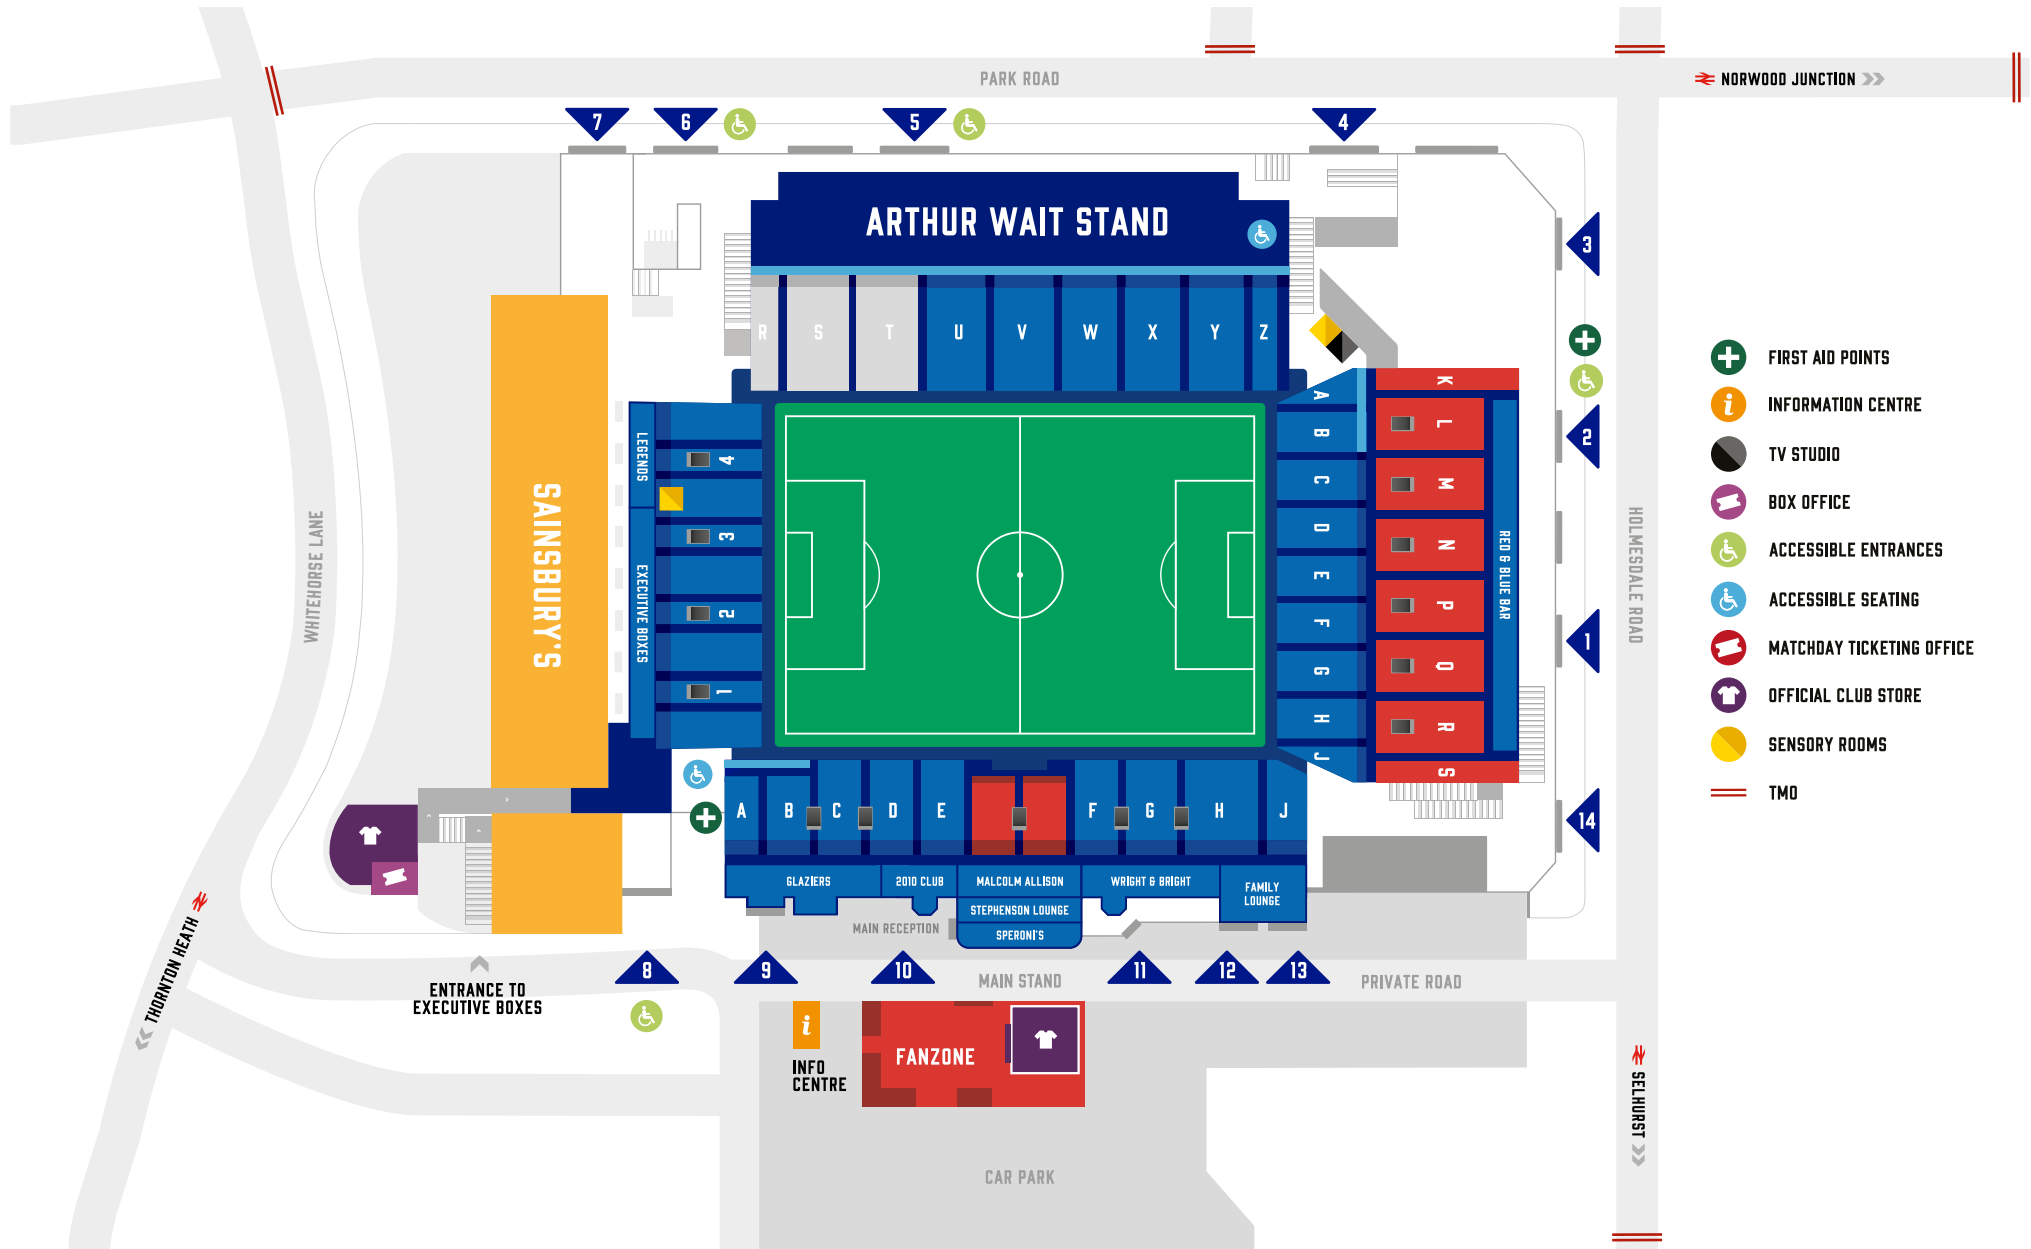 PARK ROAD
NORWOOD JUNCTION
7
6
5
4
3
ARTHUR WAIT STAND
R
S
T
U
V
W
X
Y
Z
FIRST AID POINTS
INFORMATION CENTRE
TV STUDIO
BOX OFFICE
ACCESSIBLE ENTRANCES
ACCESSIBLE SEATING
MATCHDAY TICKETING OFFICE
OFFICIAL CLUB STORE
SENSORY ROOMS
TMO
i
WHITEHORSE LANE
SAINSBURY'S
LEGENDS
EXECUTIVE BOXES
4
3
2
1
A
B
C
D
E
F
G
H
J
K
L
M
N
P
Q
R
S
RED & BLUE BAR
HOLMESDALE ROAD
2
1
14
A
B
C
D
E
F
G
H
J
GLAZIERS
2010 CLUB
MALCOLM ALLISON
WRIGHT & BRIGHT
FAMILY
LOUNGE
STEPHENSON LOUNGE
SPERONI'S
MAIN RECEPTION
THORNTON HEATH
ENTRANCE TO
EXECUTIVE BOXES
8
9
10
MAIN STAND
11
12
13
PRIVATE ROAD
i
INFO
CENTRE
FANZONE
SELHURST
CAR PARK